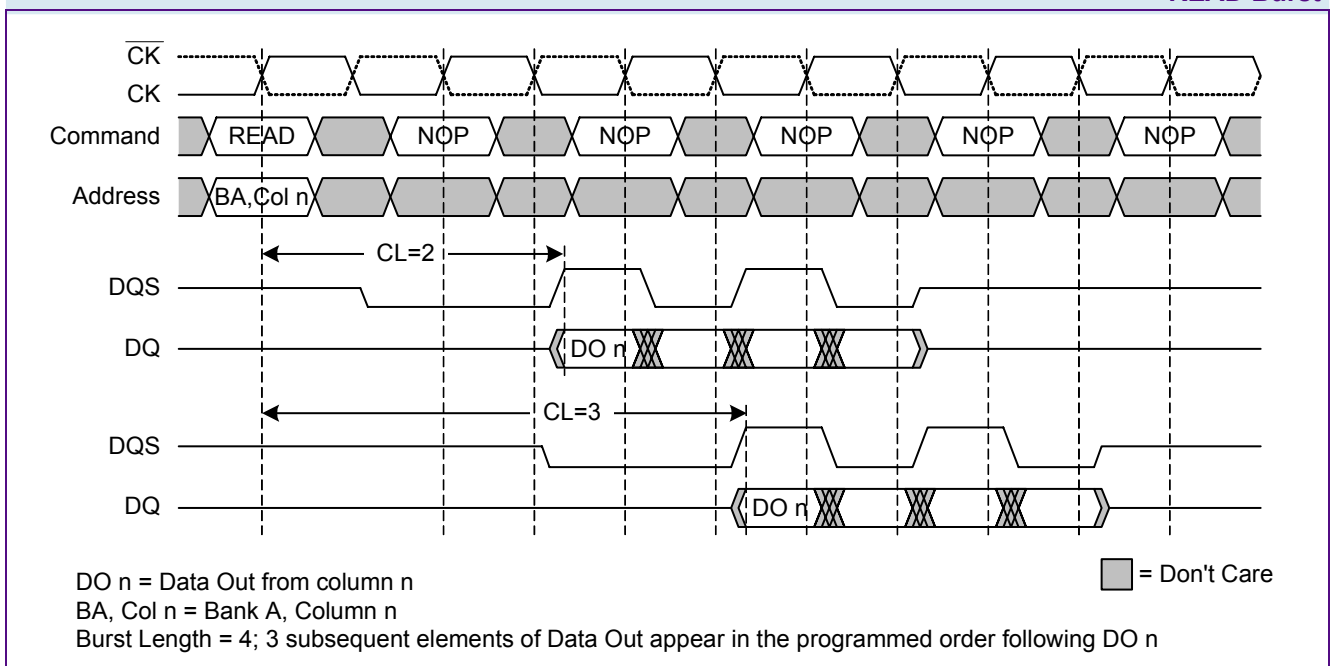 CK
CK
Command READ NOP NOP NOP NOP NOP
Address BA,Col n
CL=2
DQS
DQ DO n
CL=3
DQS
DQ DO n
DO n = Data Out from column n
= Don't Care
BA, Col n = Bank A, Column n
Burst Length = 4; 3 subsequent elements of Data Out appear in the programmed order following DO n